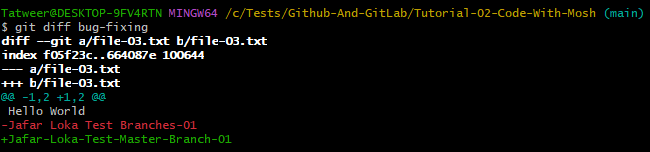 Tatweer@DESKTOP-9FV4RTN MINGW64 /c/Tests/Github-And-GitLab/Tutorial-02-Code-With-Mosh (main)
$ git diff bug-fixing
diff --git a/file-03.txt b/file-03.txt
index f05f23c..664087e 100644
--- a/file-03.txt
+++ b/file-03.txt
@@ -1,2 +1,2 @@
 Hello World
-Jafar Loka Test Branches-01
+Jafar-Loka-Test-Master-Branch-01